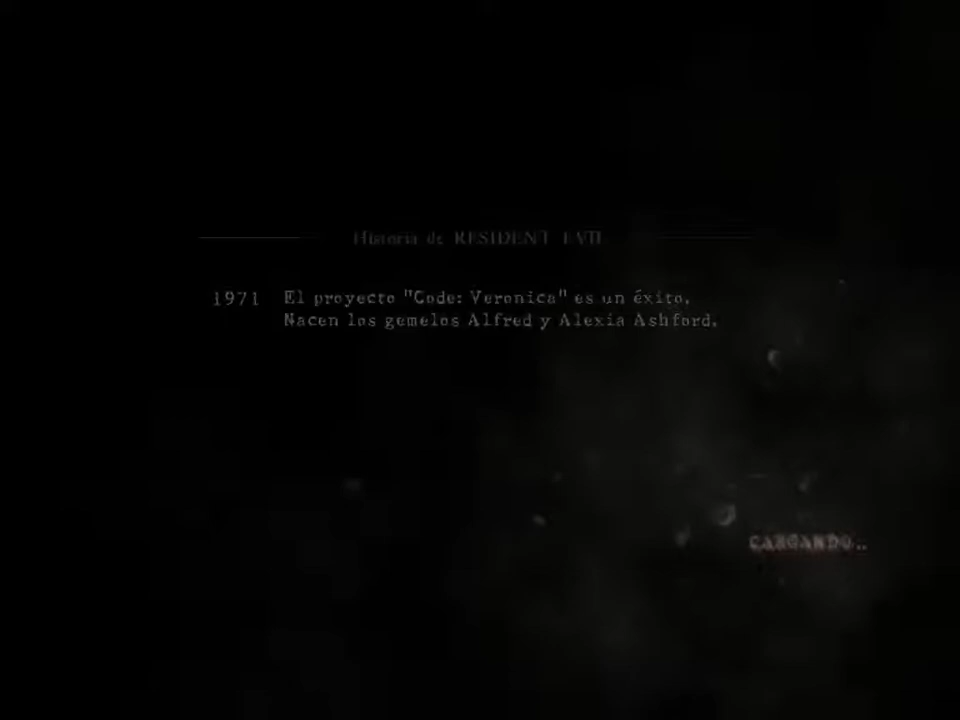 Historia de RESIDENT EVIL
1971 El proyecto "Code: Veronica" es un éxito.
Nacen los gemelos Alfred y Alexia Ashford.
CARGANDO..